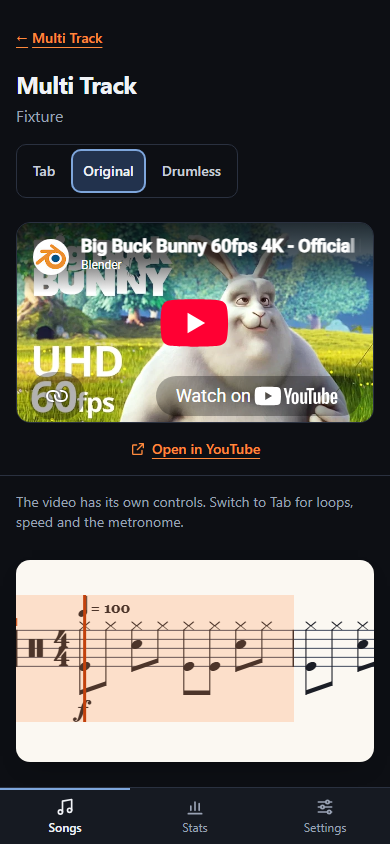 ← Multi Track
Multi Track
Fixture
Tab
Original
Drumless
Big Buck Bunny 60fps 4K - Official
Blender
BUNNY
UHD
60fps
Watch on YouTube
Open in YouTube
The video has its own controls. Switch to Tab for loops,
speed and the metronome.
= 100
4
4
f
Songs
Stats
Settings